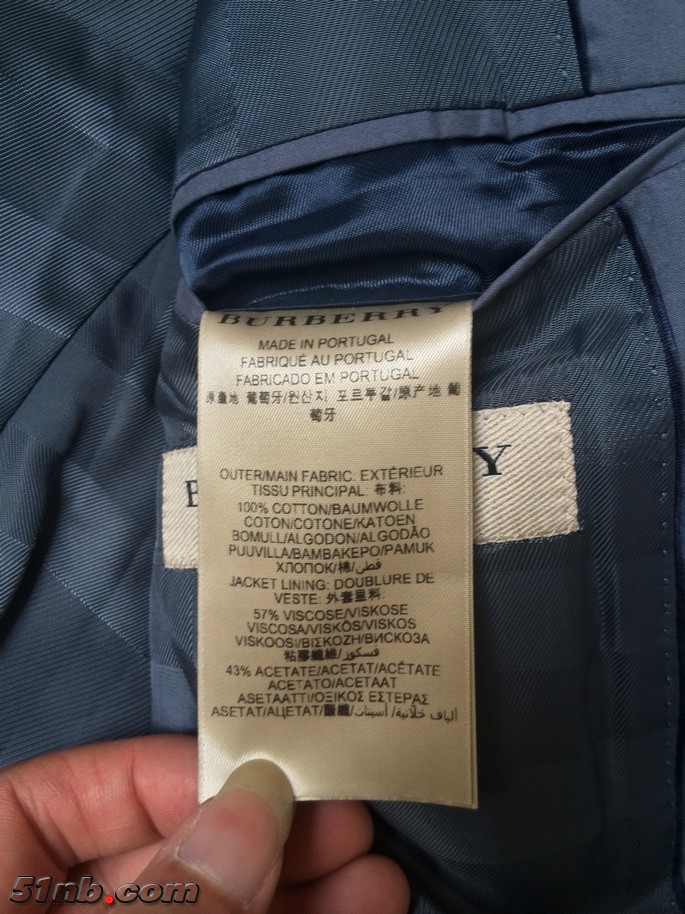 BURBERRY
MADE IN PORTUGAL
FABRIQUÉ AU PORTUGAL
FABRICADO EM PORTUGAL
原產地 葡萄牙/원산지 포르투갈/原产地 葡
萄牙
OUTER/MAIN FABRIC: EXTÉRIEUR
TISSU PRINCIPAL: 布料:
100% COTTON/BAUMWOLLE
COTON/COTONE/KATOEN
BOMULL/ALGODON/ALGODÃO
PUUVILLA/ΒΑΜΒΑΚΕΡΟ/PAMUK
ХЛОПОК/棉/قطن
JACKET LINING: DOUBLURE DE
VESTE: 外套里料:
57% VISCOSE/VISKOSE
VISCOSA/VISKÓS/VISKOS
VISKOOSI/ΒΙΣΚΟΖΗ/ВИСКОЗА
粘膠纖維/فسكوز
43% ACETATE/ACETAT/ACÉTATE
ACETATO/ACETAAT
ASETAATTI/ΟΞΙΚΟΣ ΕΣΤΕΡΑΣ
ASETAT/АЦЕТАТ/醋纖/ألياف خلاتية/أسيتات
B
Y
51nb.com